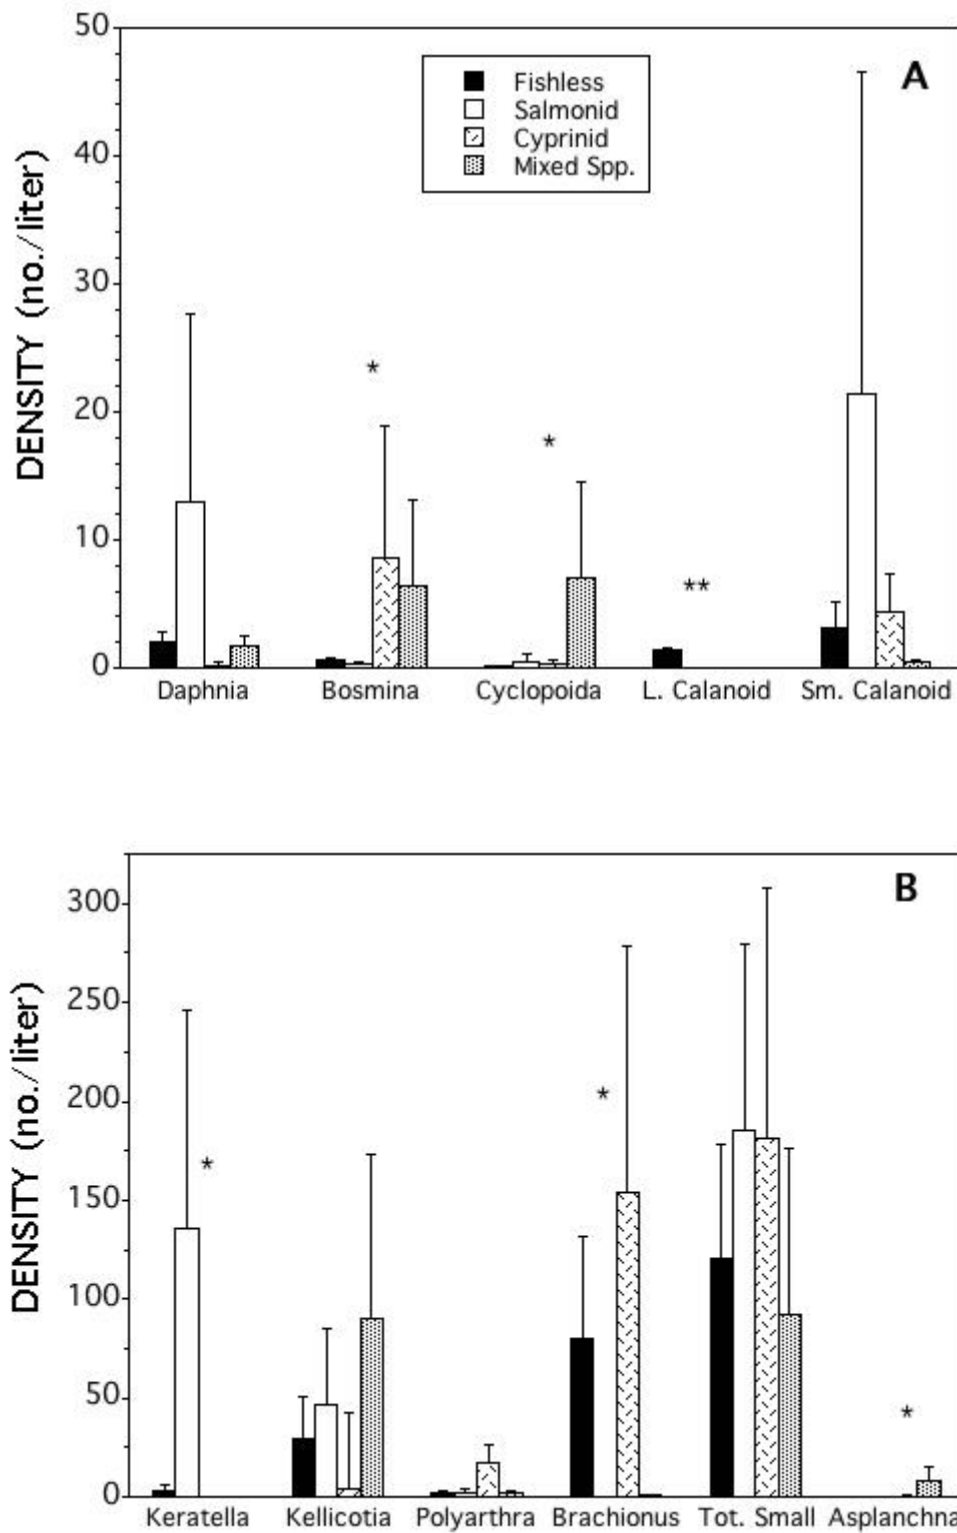 50
A
Fishless
Salmonid
Cyprinid
Mixed Spp.
40
30
20
10
0
DENSITY (no./liter)
*
*
**
Daphnia Bosmina Cyclopoida L. Calanoid Sm. Calanoid
B
300
250
200
150
100
50
0
DENSITY (no./liter)
*
*
*
Keratella Kellicotia Polyarthra Brachionus Tot. Small Asplanchna